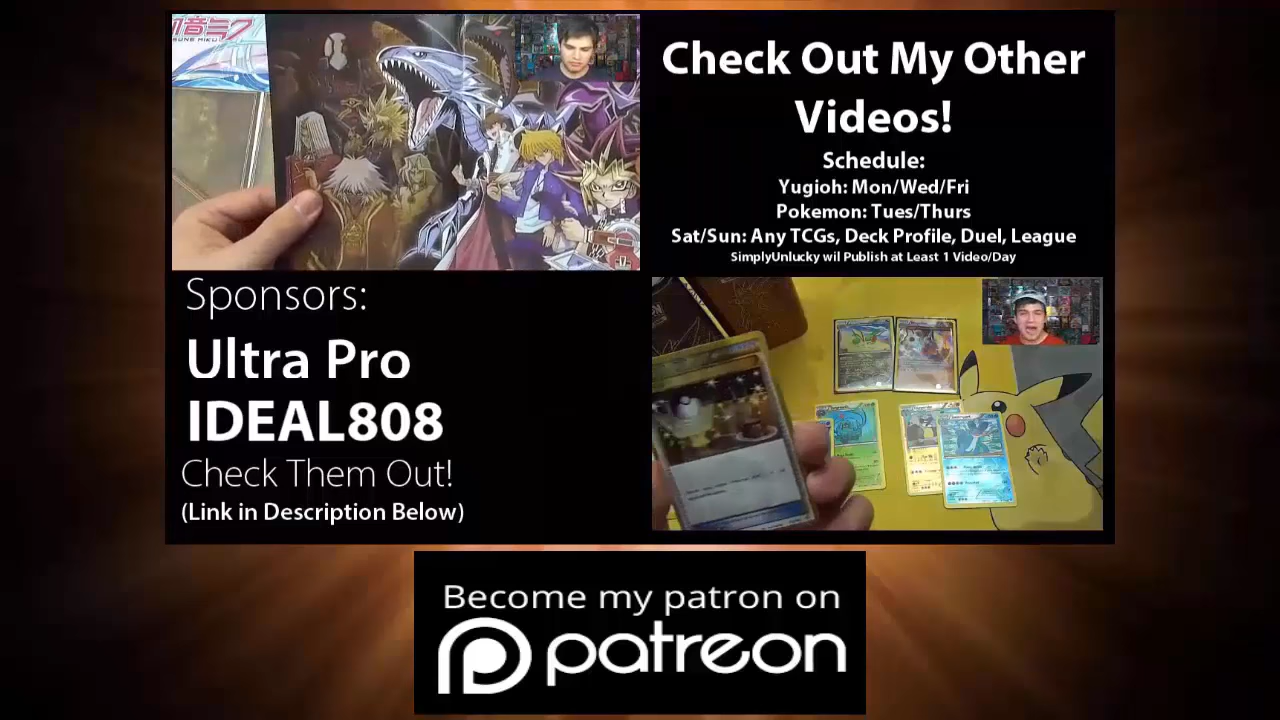 Check Out My Other
Videos!
Schedule:
Yugioh: Mon/Wed/Fri
Pokemon: Tues/Thurs
Sat/Sun: Any TCGs, Deck Profile, Duel, League
SimplyUnlucky wil Publish at Least 1 Video/Day
Sponsors:
Ultra Pro
IDEAL808
Check Them Out!
(Link in Description Below)
Become my patron on
patreon